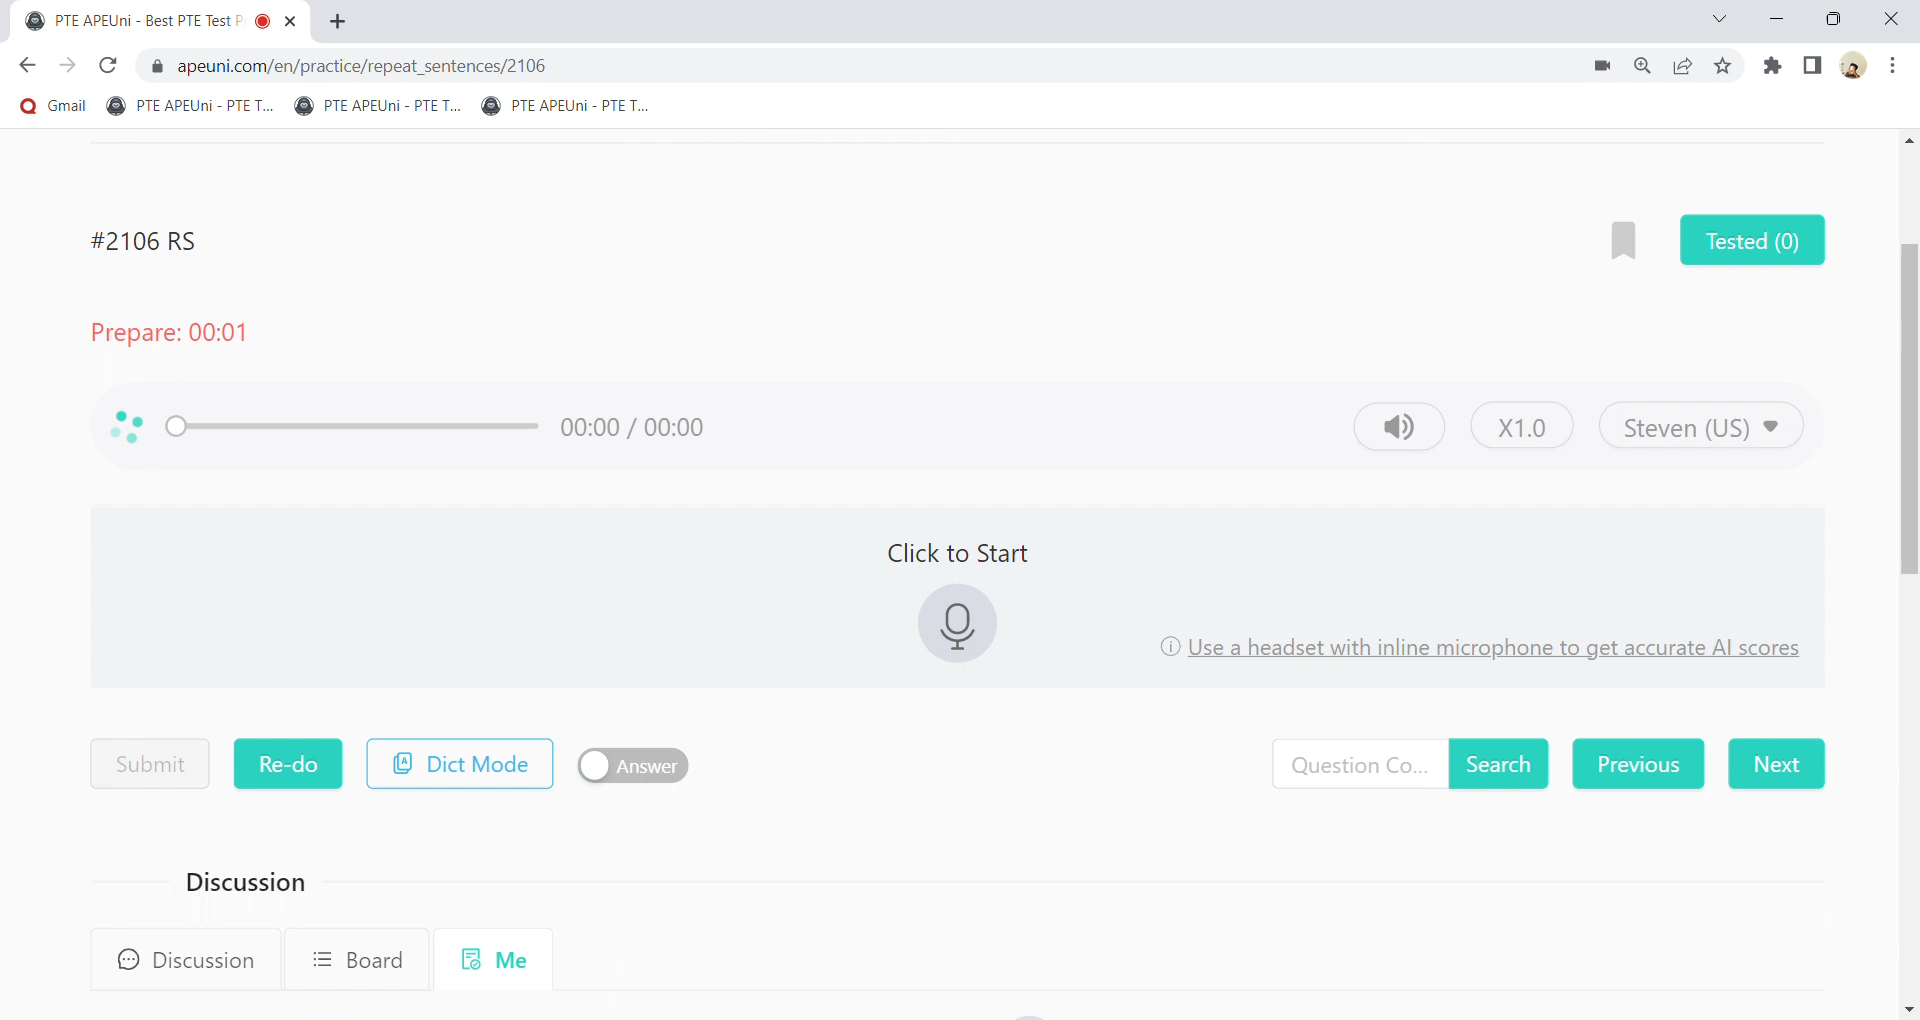 PTE APEUni - Best PTE Test P
apeuni.com/en/practice/repeat_sentences/2106
Gmail
PTE APEUni - PTE T...
PTE APEUni - PTE T...
PTE APEUni - PTE T...
#2106 RS
Tested (0)
Prepare: 00:01
00:00 / 00:00
X1.0
Steven (US)
Click to Start
Use a headset with inline microphone to get accurate AI scores
Submit
Re-do
Dict Mode
Answer
Question Co...
Search
Previous
Next
Discussion
Discussion
Board
Me